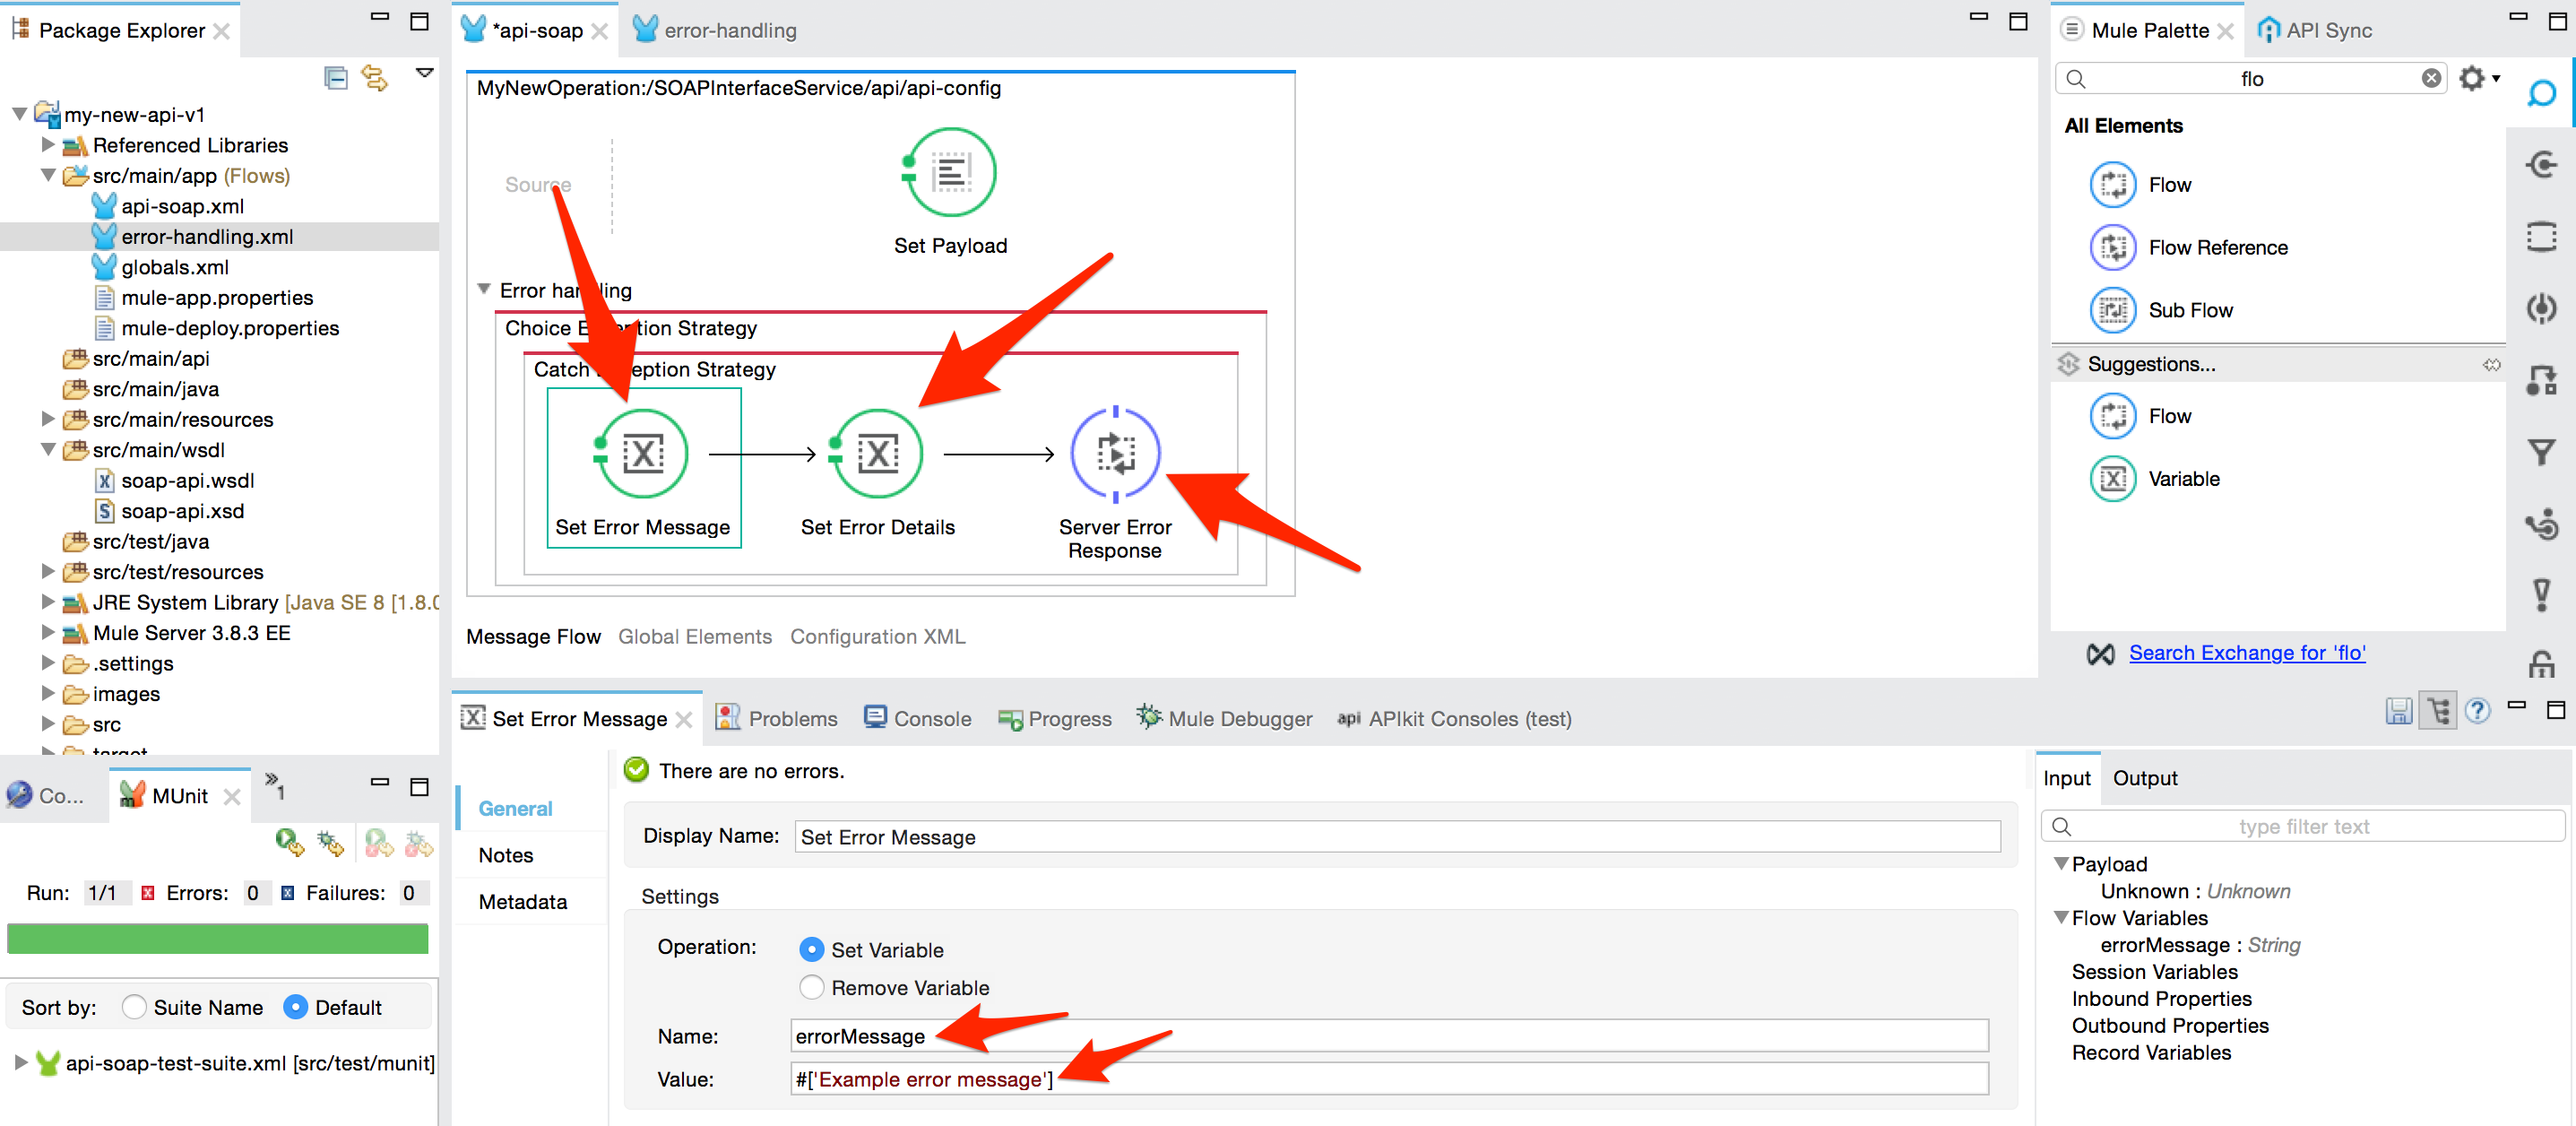 Package Explorer
my-new-api-v1
Referenced Libraries
src/main/app (Flows)
api-soap.xml
error-handling.xml
globals.xml
mule-app.properties
mule-deploy.properties
src/main/api
src/main/java
src/main/resources
src/main/wsdl
soap-api.wsdl
soap-api.xsd
src/test/java
src/test/resources
JRE System Library [Java SE 8 [1.8.0
Mule Server 3.8.3 EE
.settings
images
src
target
Co...
MUnit
»1
Run: 1/1 Errors: 0 Failures: 0
Sort by: Suite Name Default
api-soap-test-suite.xml [src/test/munit]
*api-soap
error-handling
MyNewOperation:/SOAPInterfaceService/api/api-config
Source
Set Payload
Error handling
Choice Exception Strategy
Catch Exception Strategy
Set Error Message
Set Error Details
Server Error
Response
Message Flow Global Elements Configuration XML
Mule Palette
API Sync
flo
All Elements
Flow
Flow Reference
Sub Flow
Suggestions...
Flow
Variable
Search Exchange for 'flo'
Set Error Message
Problems
Console
Progress
Mule Debugger
api APIkit Consoles (test)
There are no errors.
General
Notes
Metadata
Display Name: Set Error Message
Settings
Operation: Set Variable
Remove Variable
Name: errorMessage
Value: #['Example error message']
Input Output
type filter text
Payload
Unknown : Unknown
Flow Variables
errorMessage : String
Session Variables
Inbound Properties
Outbound Properties
Record Variables